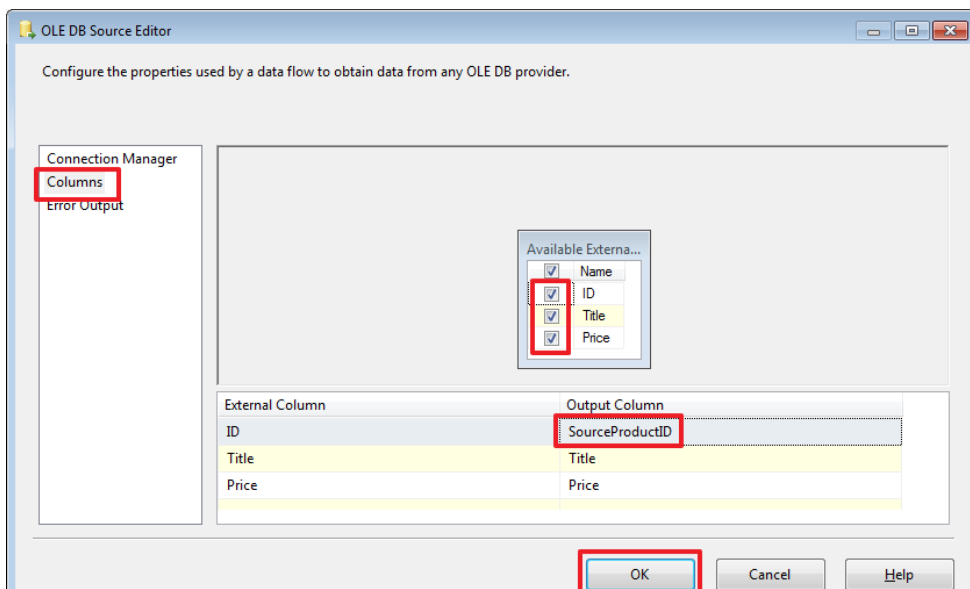 OLE DB Source Editor
Configure the properties used by a data flow to obtain data from any OLE DB provider.
Connection Manager
Columns
Error Output
Available Externa...
Name
ID
Title
Price
External Column Output Column
ID SourceProductID
Title Title
Price Price
OK Cancel Help